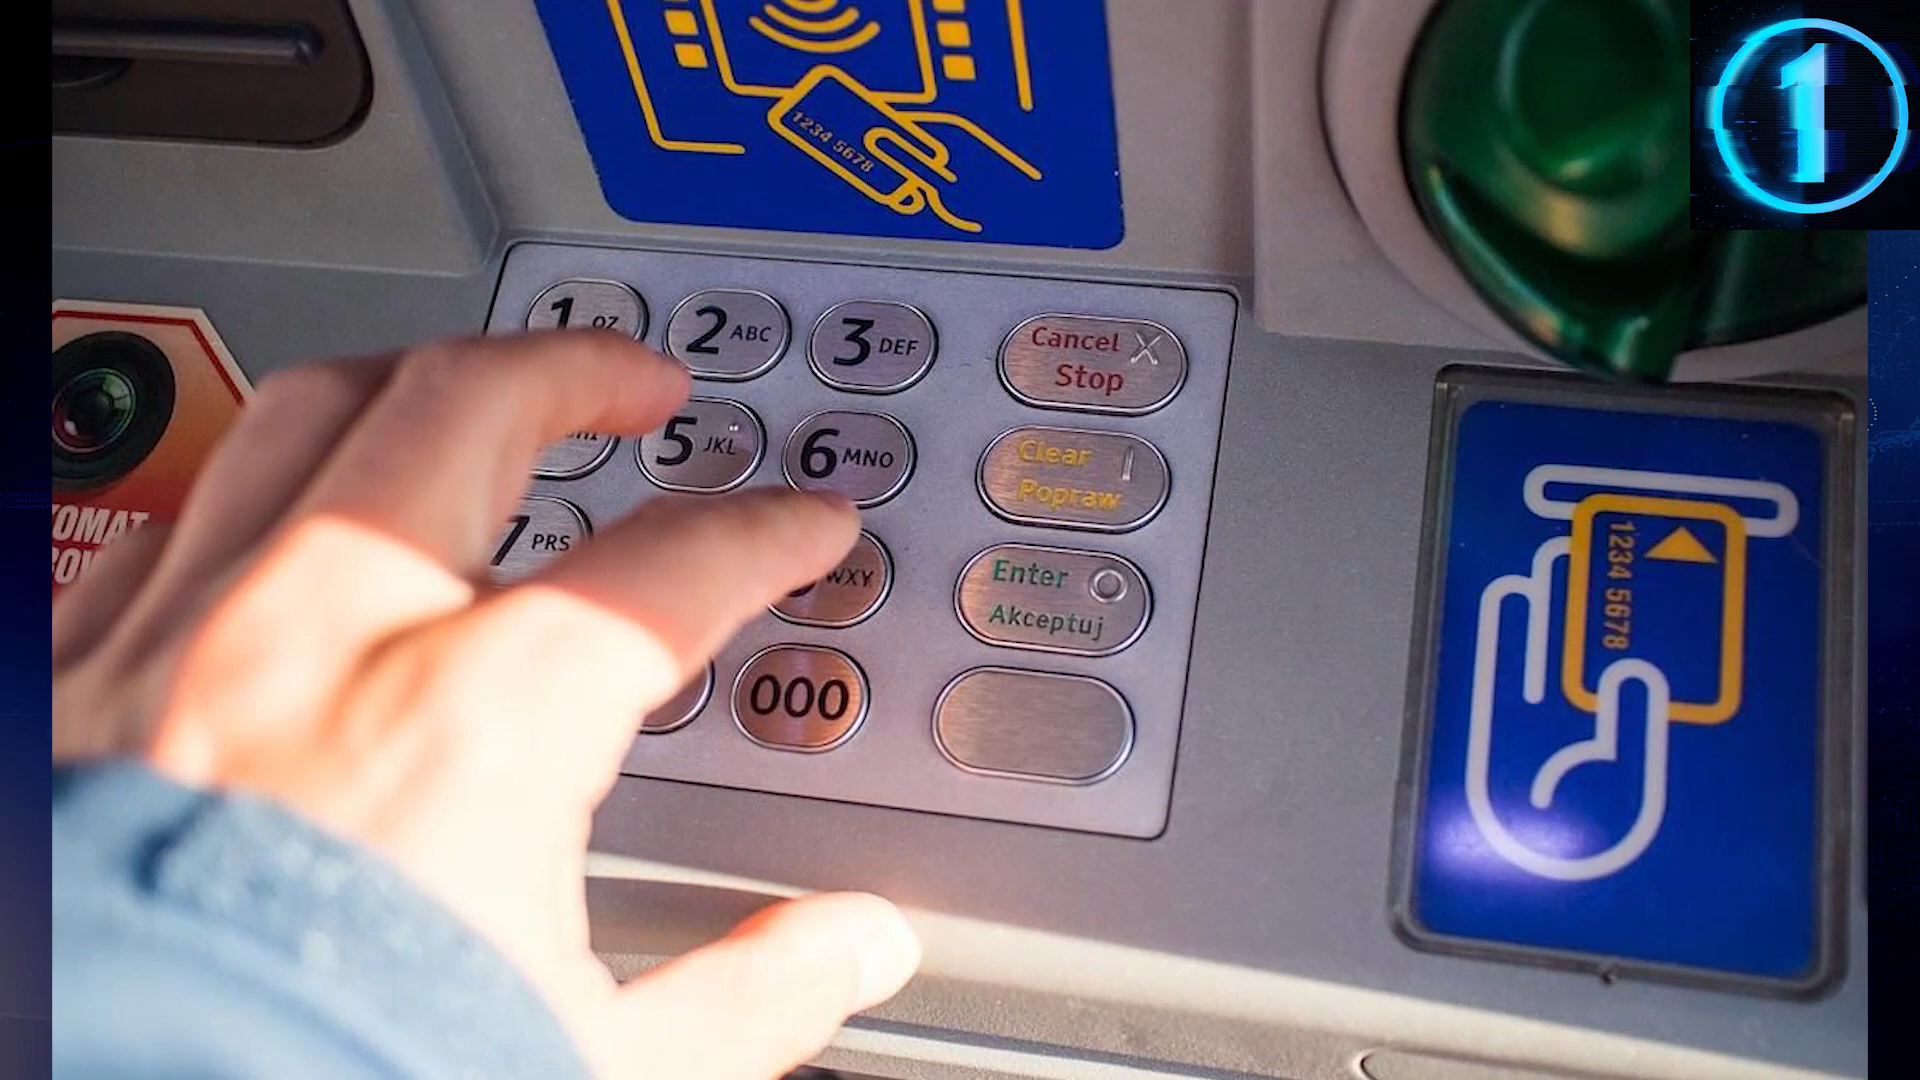 1
1234 5678
1 QZ
2 ABC
3 DEF
Cancel
Stop
5 JKL
6 MNO
Clear
Popraw
7 PRS
WXY
Enter
Akceptuj
000
1234 5678